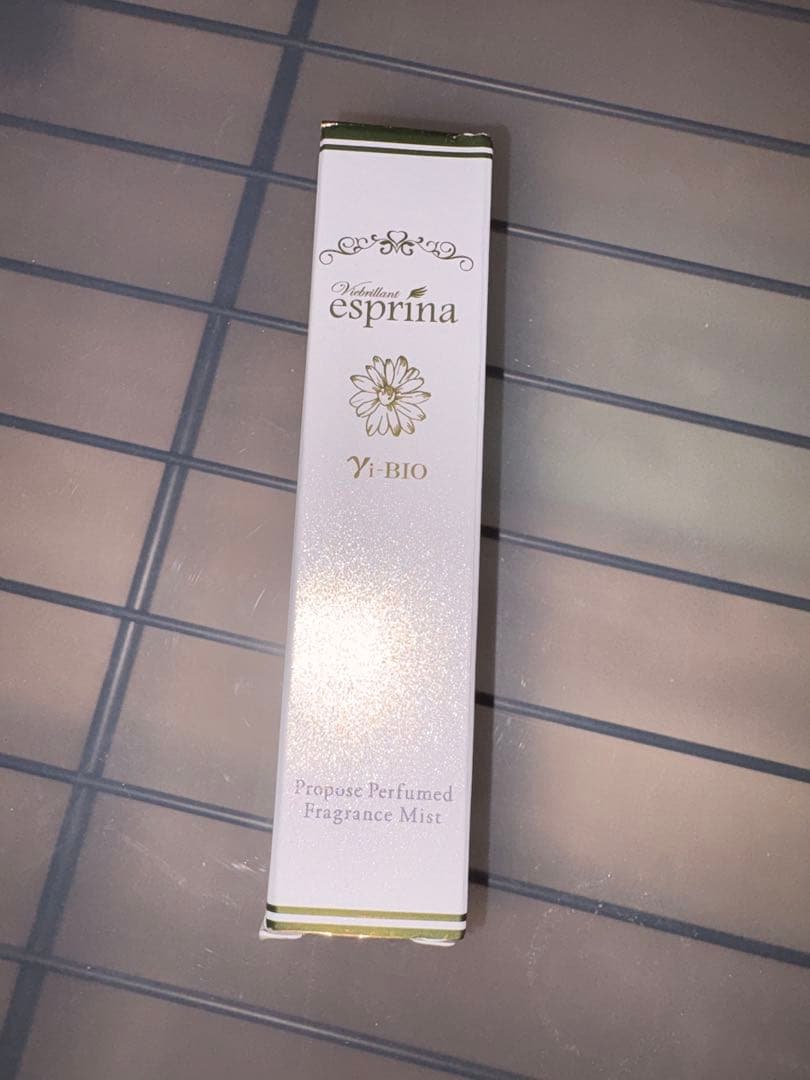 Viebrillant
esprina
γi-BIO
Propose Perfumed
Fragrance Mist